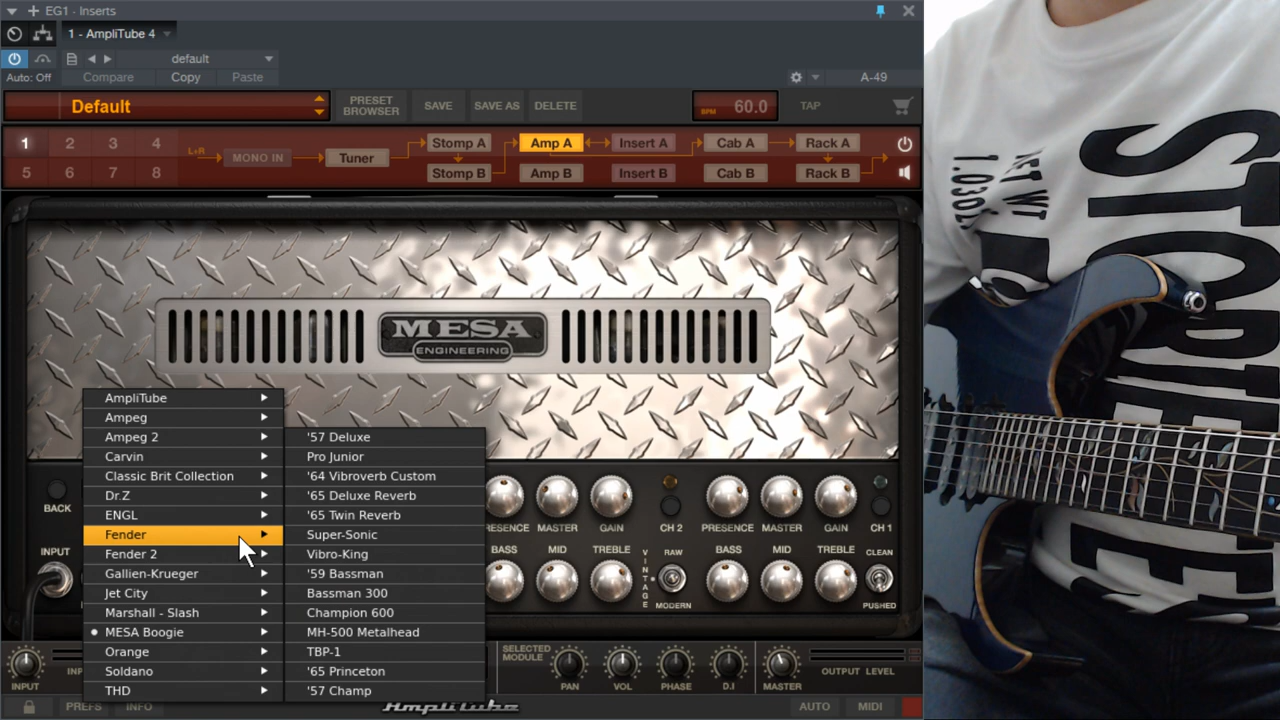 EG1 - Inserts
1 - AmpliTube 4
default
Auto: Off
Compare
Copy
Paste
A-49
Default
PRESET
BROWSER
SAVE
SAVE AS
DELETE
BPM 60.0
TAP
1 2 3 4
5 6 7 8
L+R
MONO IN
Tuner
Stomp A
Amp A
Insert A
Cab A
Rack A
Stomp B
Amp B
Insert B
Cab B
Rack B
MESA
ENGINEERING
BACK
INPUT
AmpliTube
Ampeg
Ampeg 2
Carvin
Classic Brit Collection
Dr.Z
ENGL
Fender
Fender 2
Gallien-Krueger
Jet City
Marshall - Slash
MESA Boogie
Orange
Soldano
THD
'57 Deluxe
Pro Junior
'64 Vibroverb Custom
'65 Deluxe Reverb
'65 Twin Reverb
Super-Sonic
Vibro-King
'59 Bassman
Bassman 300
Champion 600
MH-500 Metalhead
TBP-1
'65 Princeton
'57 Champ
MASTER
GAIN
CH 2
PRESENCE
MASTER
GAIN
CH 1
BASS
MID
TREBLE
VINTAGE
RAW
MODERN
BASS
MID
TREBLE
CLEAN
PUSHED
INPUT
SELECTED
MODULE
PAN
VOL
PHASE
D.I
MASTER
OUTPUT LEVEL
PREFS
INFO
AmpliTube
AUTO
MIDI
NET WT
1.03OZ